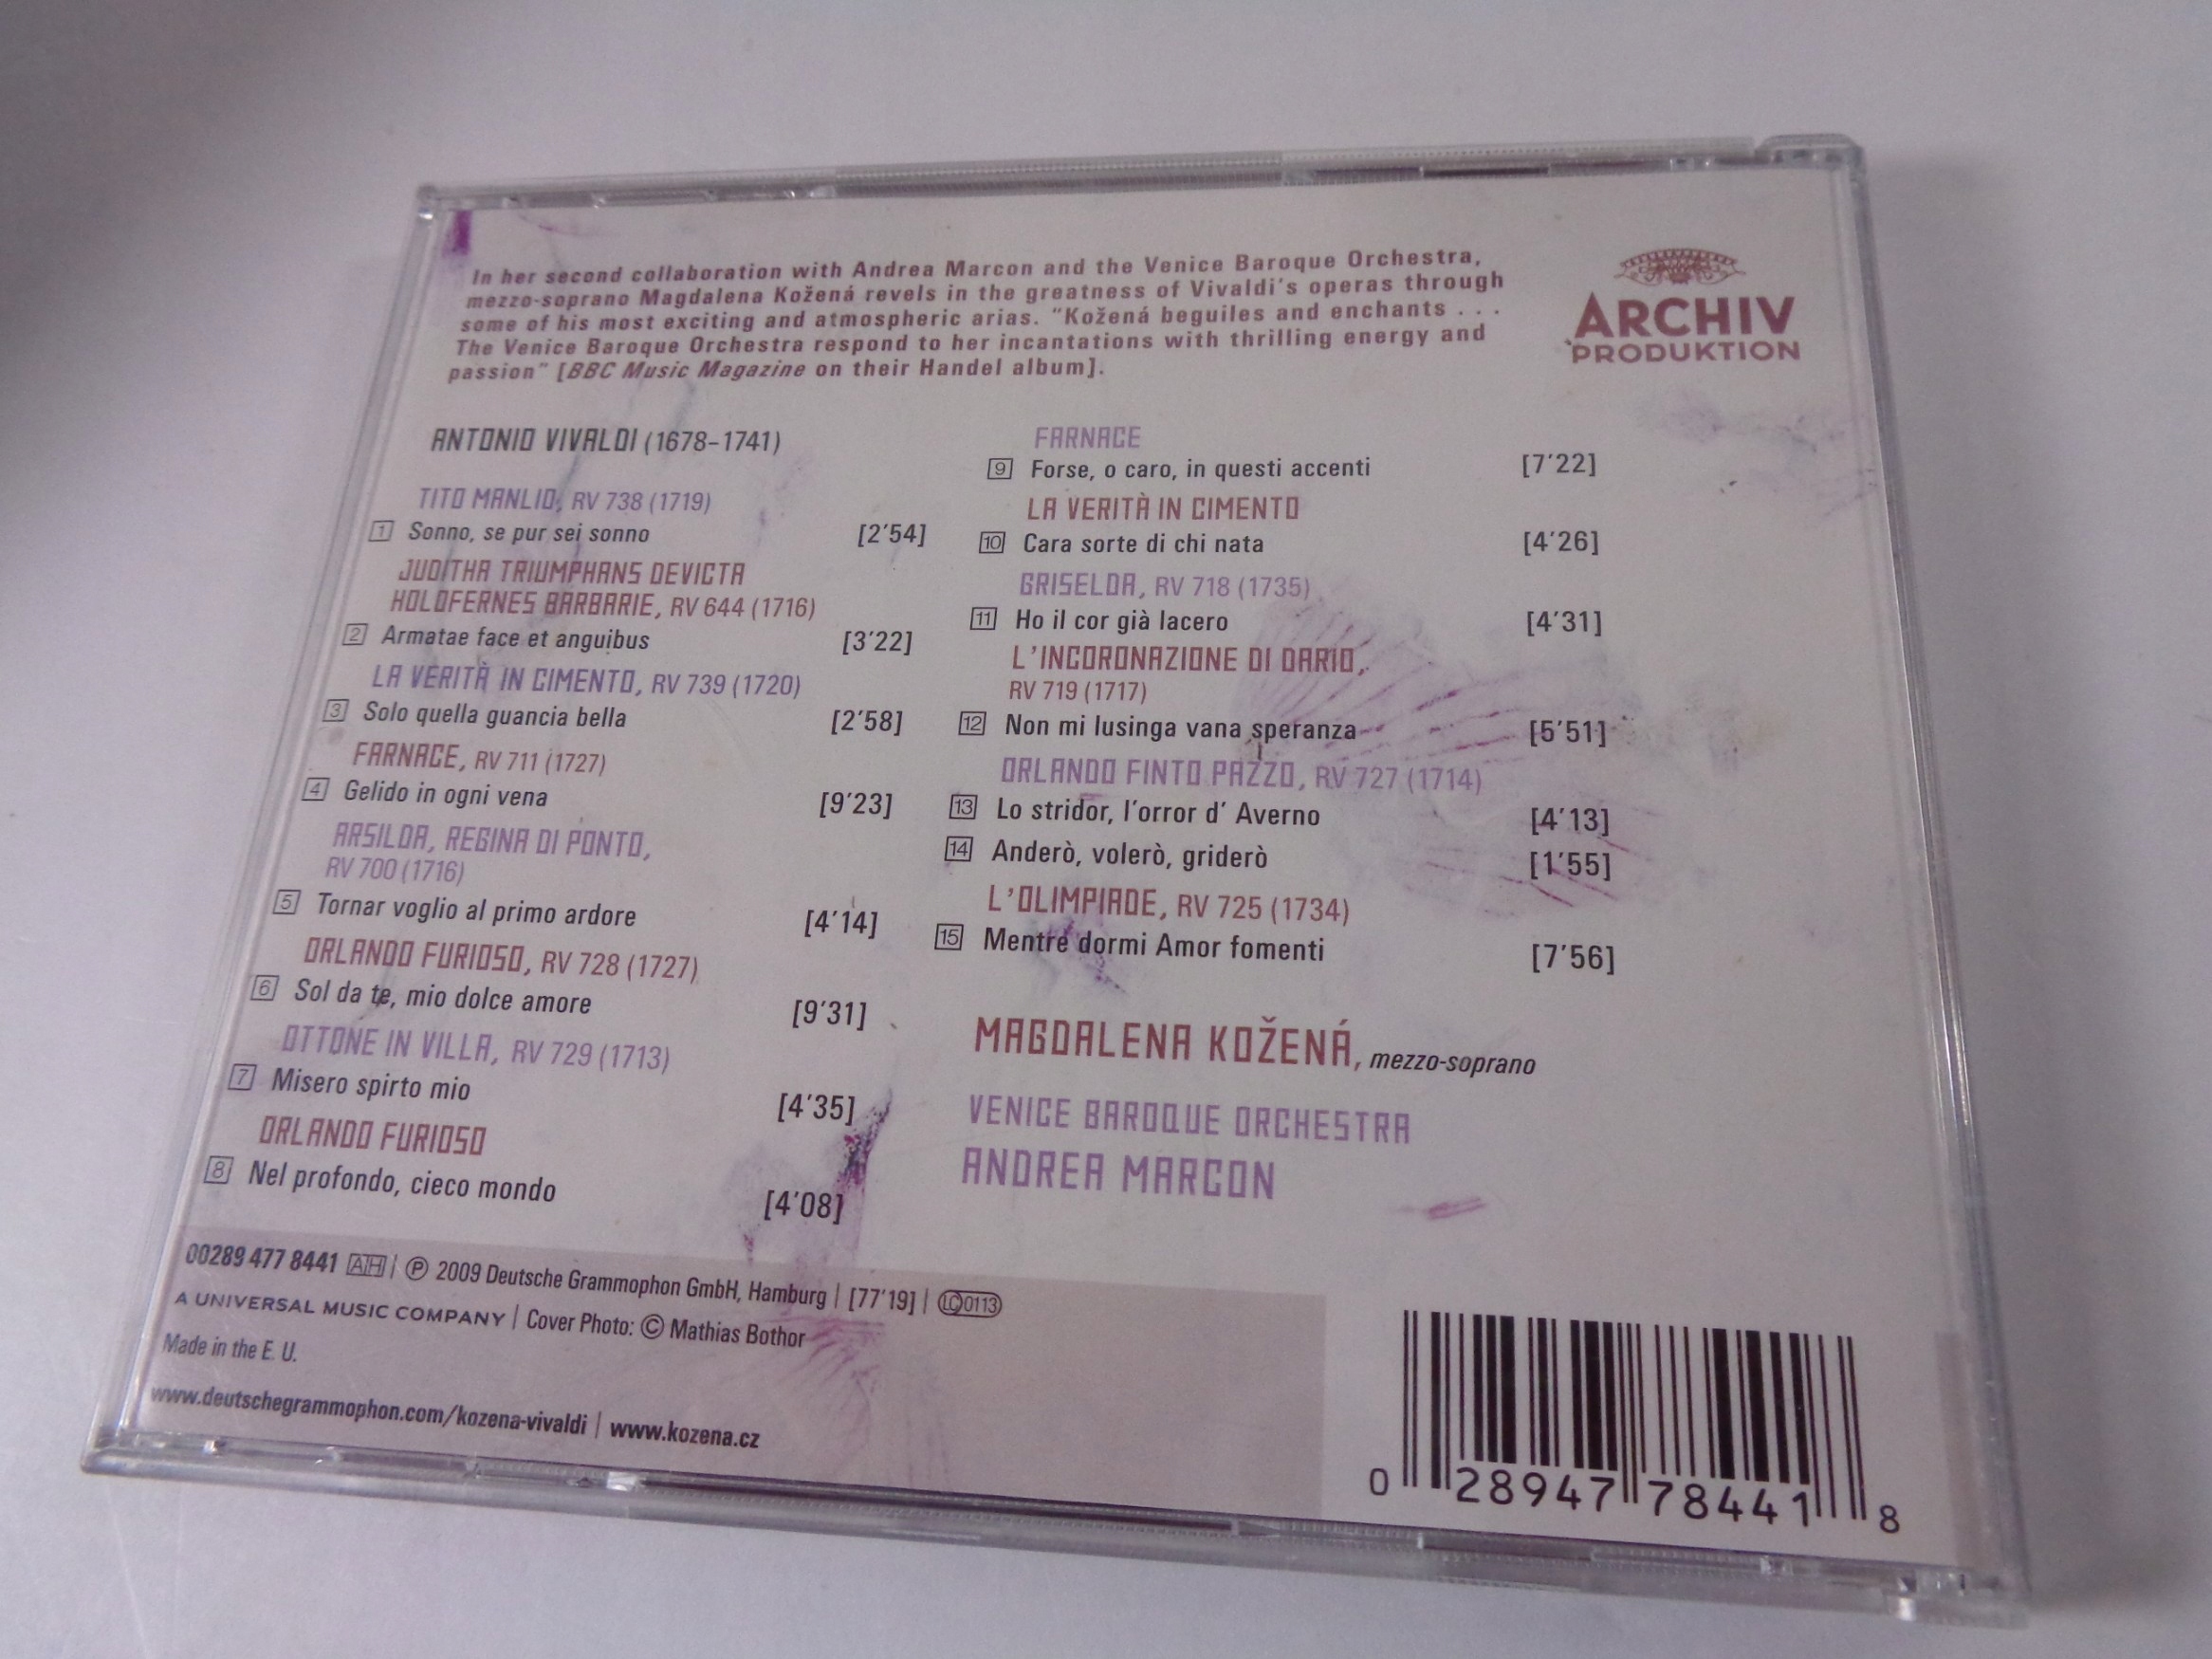 In her second collaboration with Andrea Marcon and the Venice Baroque Orchestra,
mezzo-soprano Magdalena Kožená revels in the greatness of Vivaldi's operas through
some of his most exciting and atmospheric arias. "Kožená beguiles and enchants . . .
The Venice Baroque Orchestra respond to her incantations with thrilling energy and
passion" [BBC Music Magazine on their Handel album].
ARCHIV
PRODUKTION
ANTONIO VIVALDI (1678–1741)
TITO MANLIO, RV 738 (1719)
1 Sonno, se pur sei sonno [2'54]
JUDITHA TRIUMPHANS DEVICTA
HOLOFERNES BARBARIE, RV 644 (1716)
2 Armatae face et anguibus [3'22]
LA VERITÀ IN CIMENTO, RV 739 (1720)
3 Solo quella guancia bella [2'58]
FARNACE, RV 711 (1727)
4 Gelido in ogni vena [9'23]
ARSILDA, REGINA DI PONTO,
RV 700 (1716)
5 Tornar voglio al primo ardore [4'14]
ORLANDO FURIOSO, RV 728 (1727)
6 Sol da te, mio dolce amore [9'31]
OTTONE IN VILLA, RV 729 (1713)
7 Misero spirto mio [4'35]
ORLANDO FURIOSO
8 Nel profondo, cieco mondo [4'08]
FARNACE
9 Forse, o caro, in questi accenti [7'22]
LA VERITÀ IN CIMENTO
10 Cara sorte di chi nata [4'26]
GRISELDA, RV 718 (1735)
11 Ho il cor già lacero [4'31]
L'INCORONAZIONE DI DARIO,
RV 719 (1717)
12 Non mi lusinga vana speranza [5'51]
ORLANDO FINTO PAZZO, RV 727 (1714)
13 Lo stridor, l'orror d' Averno [4'13]
14 Anderò, volerò, griderò [1'55]
L'OLIMPIADE, RV 725 (1734)
15 Mentre dormi Amor fomenti [7'56]
MAGDALENA KOŽENÁ, mezzo-soprano
VENICE BAROQUE ORCHESTRA
ANDREA MARCON
00289 477 8441 AH | ℗ 2009 Deutsche Grammophon GmbH, Hamburg | [77'19] | LC 0113
A UNIVERSAL MUSIC COMPANY | Cover Photo: © Mathias Bothor
Made in the E. U.
www.deutschegrammophon.com/kozena-vivaldi | www.kozena.cz
0 28947 78441 8